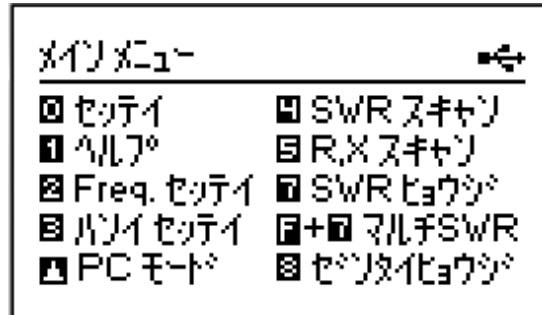 メイン メニュー
0 セッテイ
1 ヘルプ
2 Freq. セッテイ
3 ハンイ セッテイ
▲ PC モード
4 SWR スキャン
5 R,X スキャン
7 SWR ヒョウジ
F+7 マルチSWR
8 ゼンタイヒョウジ